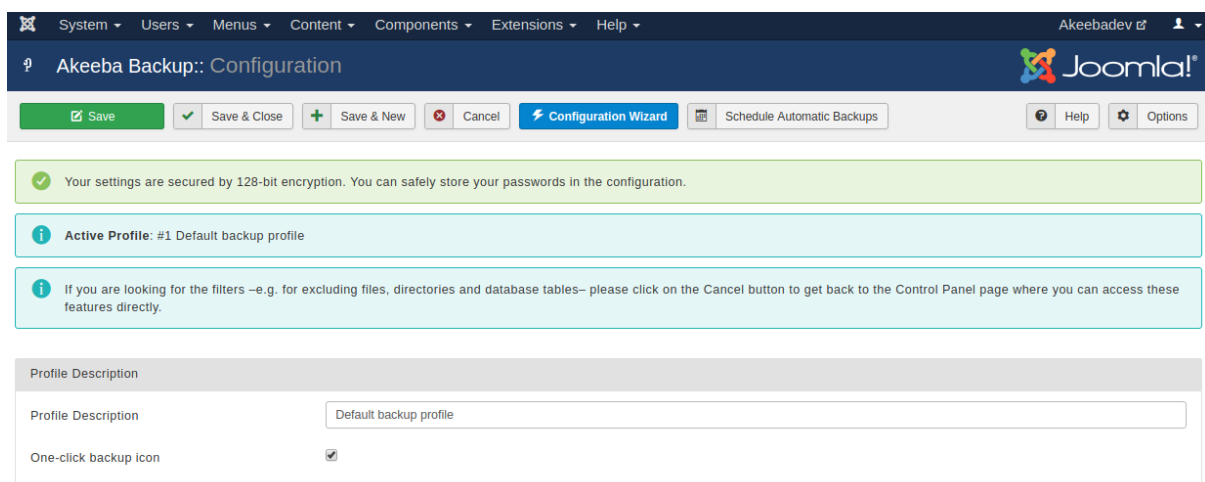 System Users Menus Content Components Extensions Help Akeebadev
Akeeba Backup:: Configuration Joomla!®
Save Save & Close Save & New Cancel Configuration Wizard Schedule Automatic Backups Help Options
Your settings are secured by 128-bit encryption. You can safely store your passwords in the configuration.
Active Profile: #1 Default backup profile
If you are looking for the filters –e.g. for excluding files, directories and database tables– please click on the Cancel button to get back to the Control Panel page where you can access these
features directly.
Profile Description
Profile Description Default backup profile
One-click backup icon